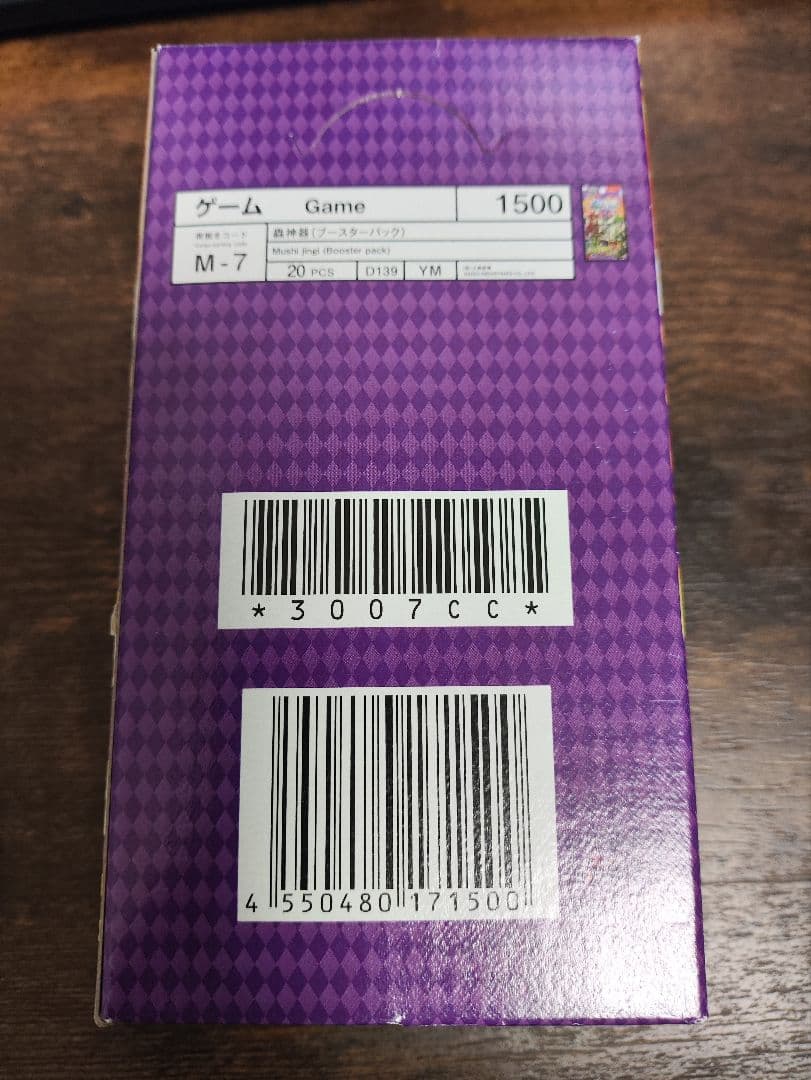 ゲーム Game 1500
M-7
蟲神器(ブースターパック)
Mushi Jingi (Booster pack)
20 PCS D139 YM
*3007CC*
4 550480 171500